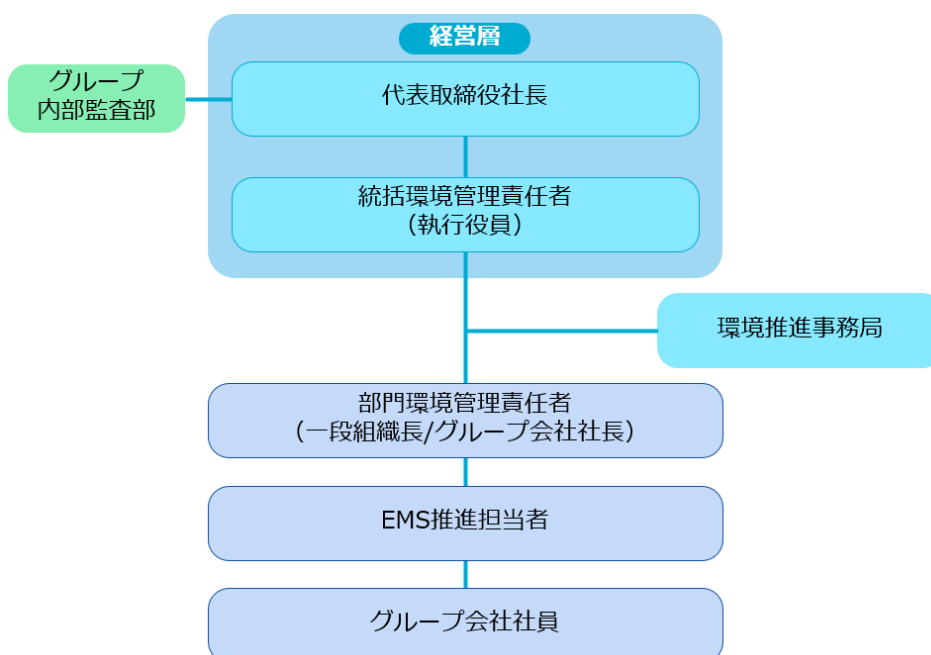 経営層
グループ
内部監査部
代表取締役社長
統括環境管理責任者
（執行役員）
環境推進事務局
部門環境管理責任者
（一段組織長/グループ会社社長）
EMS推進担当者
グループ会社社員